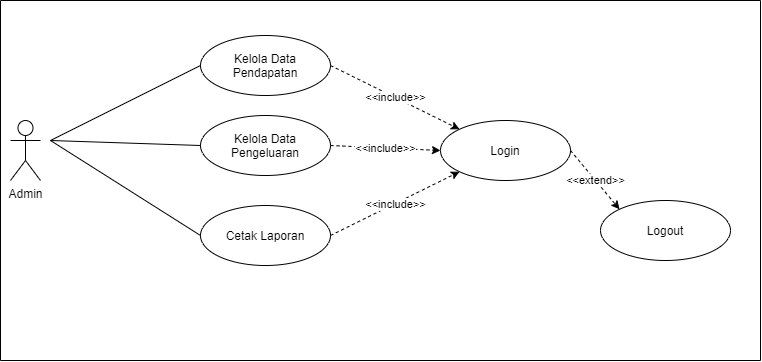 Kelola Data
Pendapatan
<<include>>
Kelola Data
Pengeluaran
<<include>>
Login
Admin
<<extend>>
<<include>>
Cetak Laporan
Logout